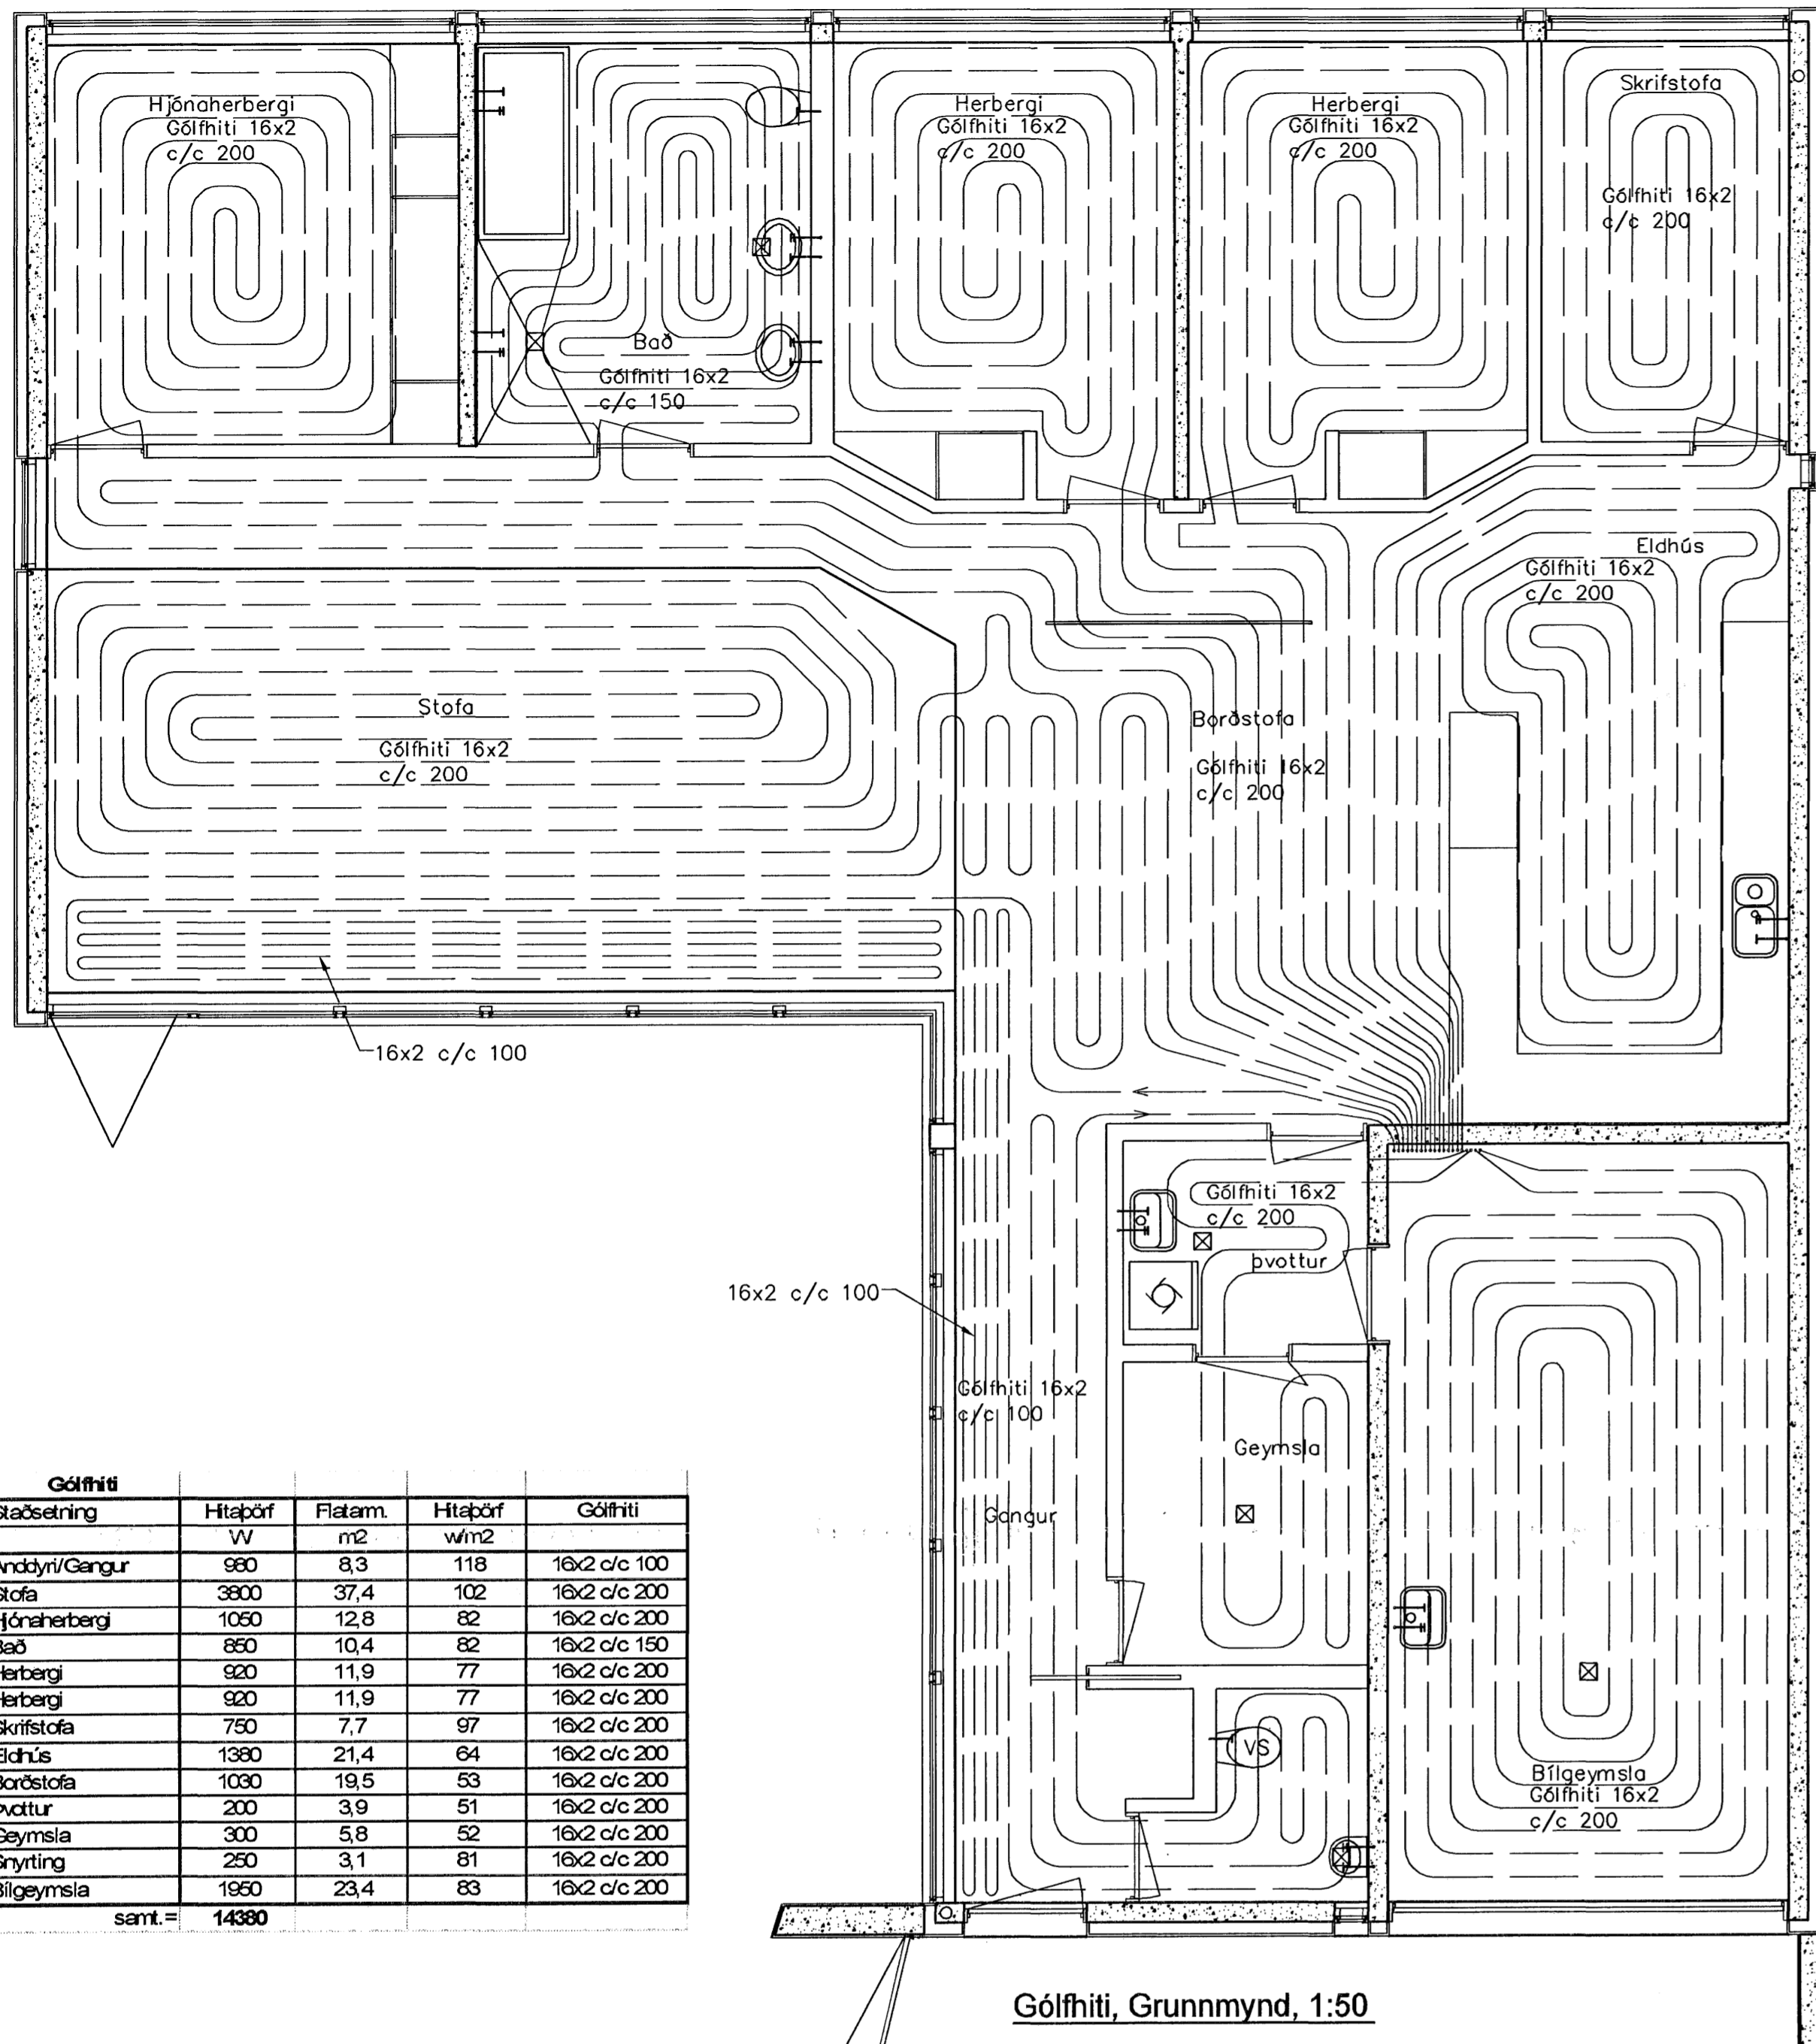 Hjónaherbergi
Gólfhiti 16x2
c/c 200
Bað
Gólfhiti 16x2
c/c 150
Herbergi
Gólfhiti 16x2
c/c 200
Herbergi
Gólfhiti 16x2
c/c 200
Skrifstofa
Gólfhiti 16x2
c/c 200
Eldhús
Gólfhiti 16x2
c/c 200
Stofa
Gólfhiti 16x2
c/c 200
Borðstofa
Gólfhiti 16x2
c/c 200
16x2 c/c 100
Gólfhiti 16x2
c/c 200
Þvottur
16x2 c/c 100
Gólfhiti 16x2
c/c 100
Geymsla
Gangur
VS
Bílgeymsla
Gólfhiti 16x2
c/c 200
Gólfhiti
Staðsetning Hitaþörf Flatarm. Hitaþörf Gólfhiti
W m2 w/m2
Anddyri/Gangur 980 8,3 118 16x2 c/c 100
Stofa 3800 37,4 102 16x2 c/c 200
Hjónaherbergi 1050 12,8 82 16x2 c/c 200
Bað 850 10,4 82 16x2 c/c 150
Herbergi 920 11,9 77 16x2 c/c 200
Herbergi 920 11,9 77 16x2 c/c 200
Skrifstofa 750 7,7 97 16x2 c/c 200
Eldhús 1380 21,4 64 16x2 c/c 200
Borðstofa 1030 19,5 53 16x2 c/c 200
Þvottur 200 3,9 51 16x2 c/c 200
Geymsla 300 5,8 52 16x2 c/c 200
Snyrting 250 3,1 81 16x2 c/c 200
Bílgeymsla 1950 23,4 83 16x2 c/c 200
samt.= 14380
Gólfhiti, Grunnmynd, 1:50